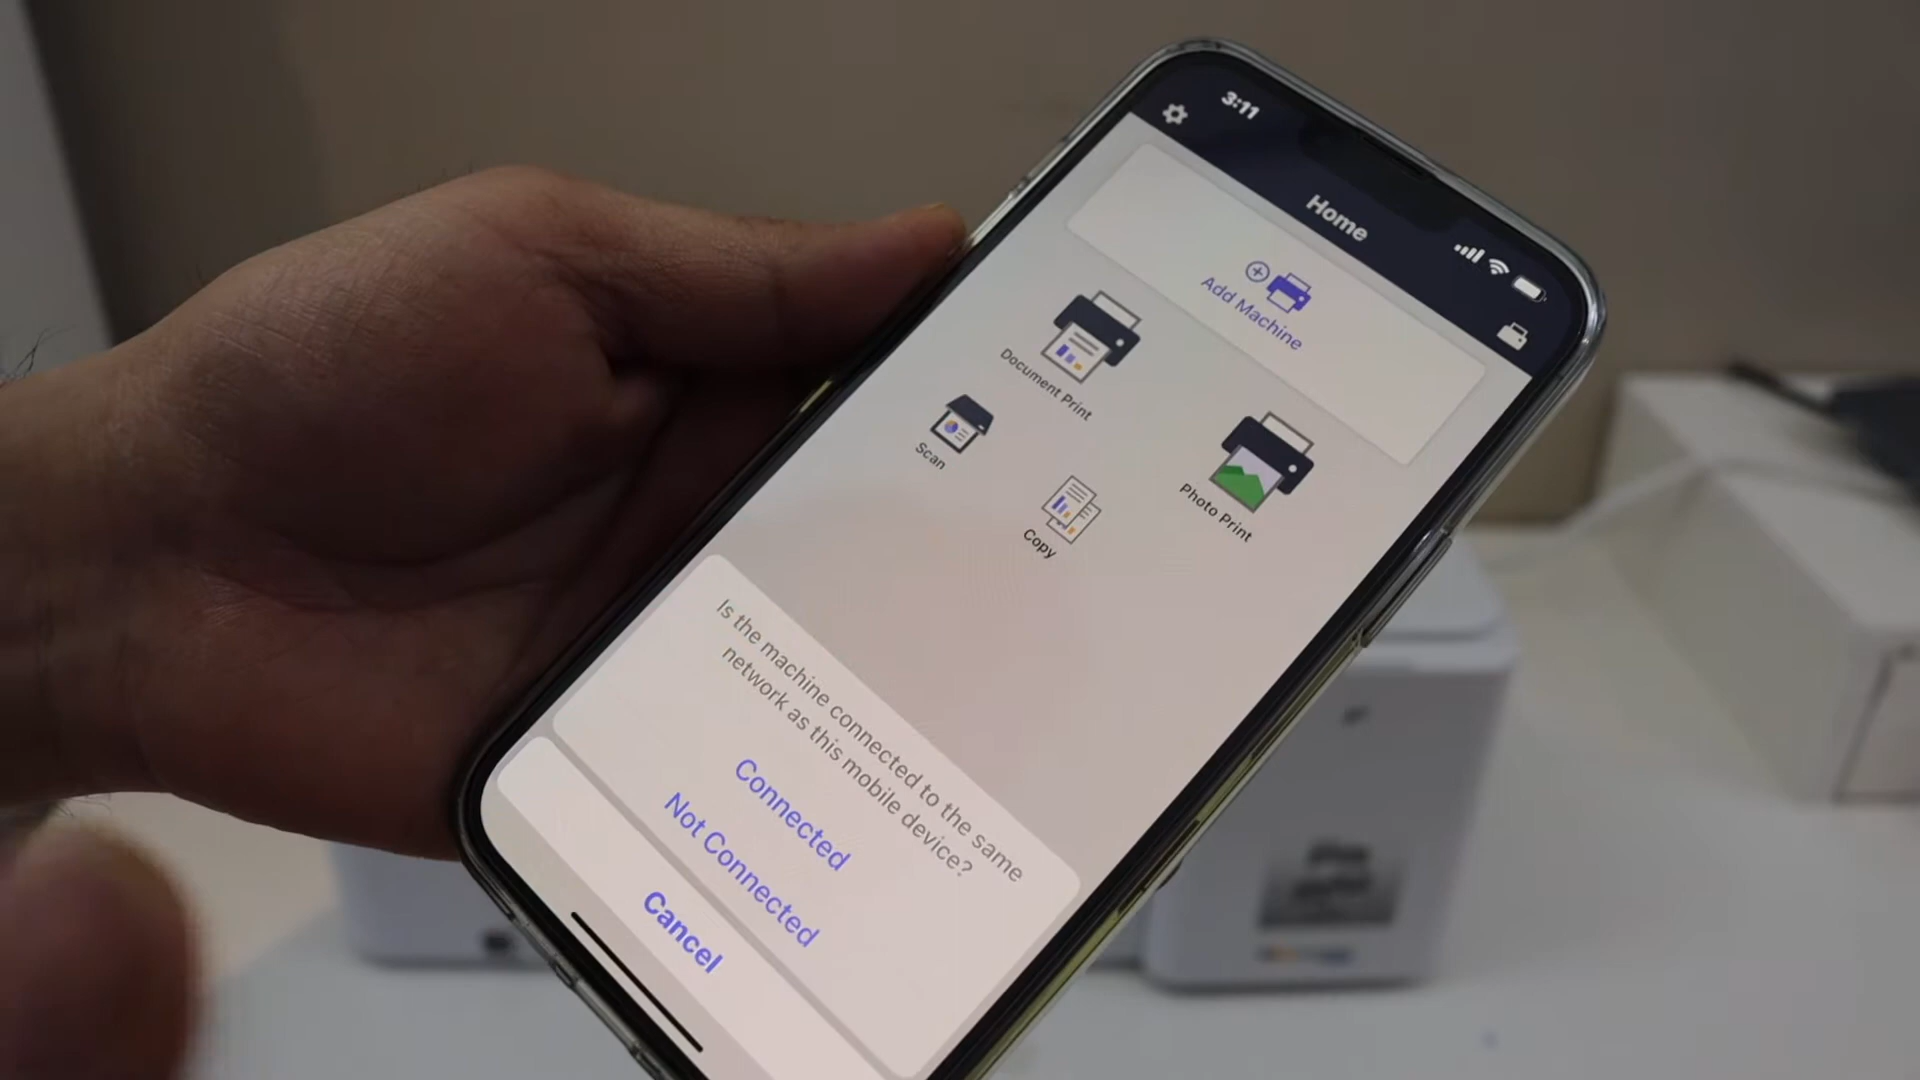 3:11
Home
Add Machine
Document Print
Photo Print
Scan
Copy
Is the machine connected to the same
network as this mobile device?
Connected
Not Connected
Cancel